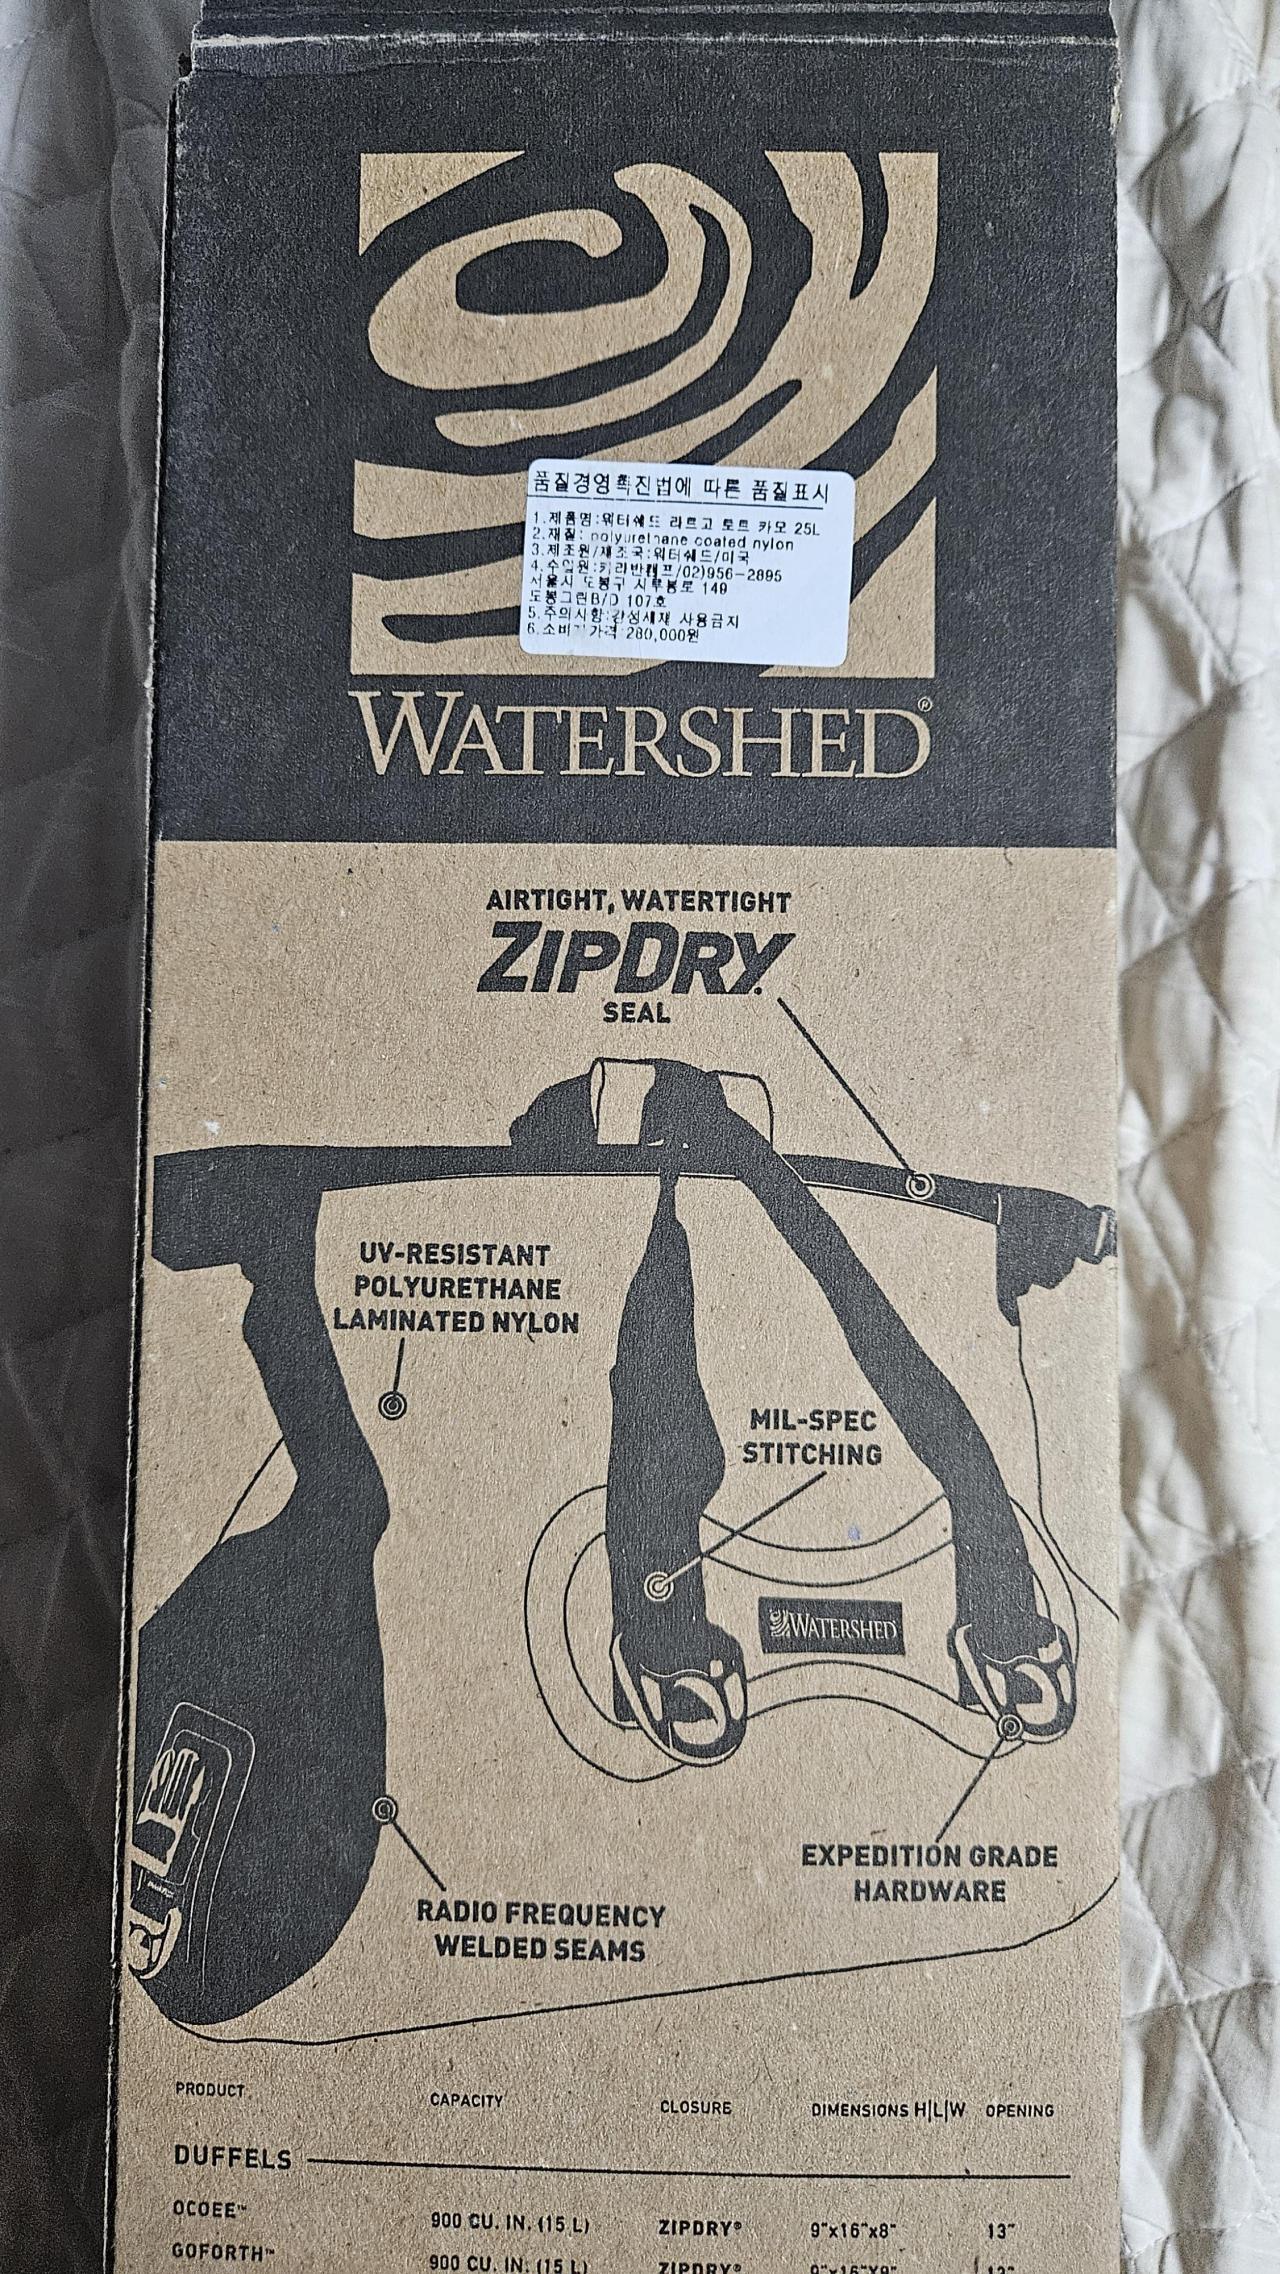 품질경영촉진법에 따른 품질표시
1.제품명:워터쉐드 라르고 토트 카모 25L
2.재질: polyurethane coated nylon
3.제조원/제조국:워터쉐드/미국
4.수입원:카라반캠프/02)956-2895
서울시 도봉구 시루봉로 149
도봉그린B/D 107호
5.주의사항:강성세제 사용금지
6.소비자가격:280,000원
WATERSHED®
AIRTIGHT, WATERTIGHT
ZIPDRY.
SEAL
UV-RESISTANT
POLYURETHANE
LAMINATED NYLON
MIL-SPEC
STITCHING
WATERSHED
EXPEDITION GRADE
HARDWARE
RADIO FREQUENCY
WELDED SEAMS
PRODUCT CAPACITY CLOSURE DIMENSIONS H|L|W OPENING
DUFFELS
OCOEE™ 900 CU. IN. (15 L) ZIPDRY® 9"x16"x8" 13"
GOFORTH™ 900 CU. IN. (15 L) ZIPDRY®